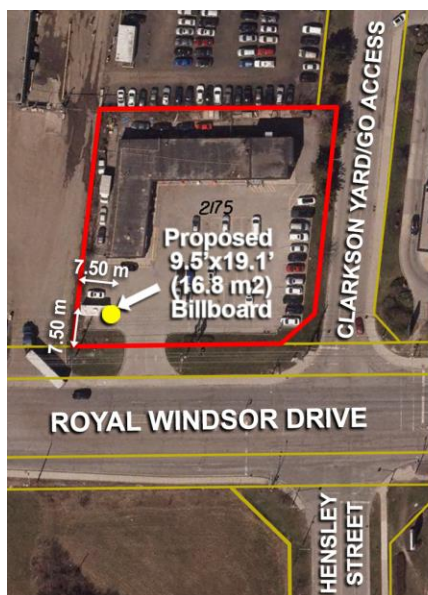 CLARKSON YARD/GO ACCESS
2175
Proposed
9.5'x19.1'
(16.8 m2)
Billboard
7.50 m
7.50 m
ROYAL WINDSOR DRIVE
HENSLEY
STREET